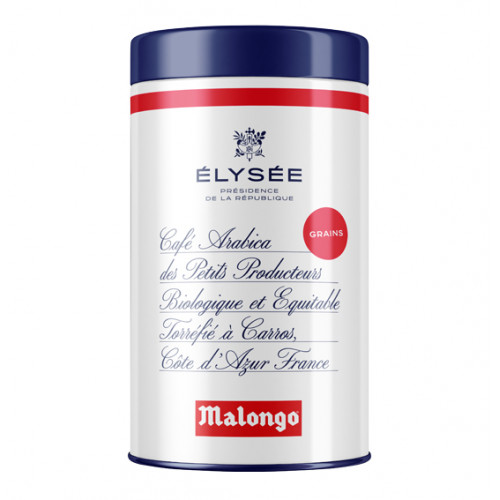 ÉLYSÉE
PRÉSIDENCE
DE LA RÉPUBLIQUE
GRAINS
Café Arabica
des Petits Producteurs
Biologique et Equitable
Torréfié à Carros,
Côte d'Azur France
Malongo